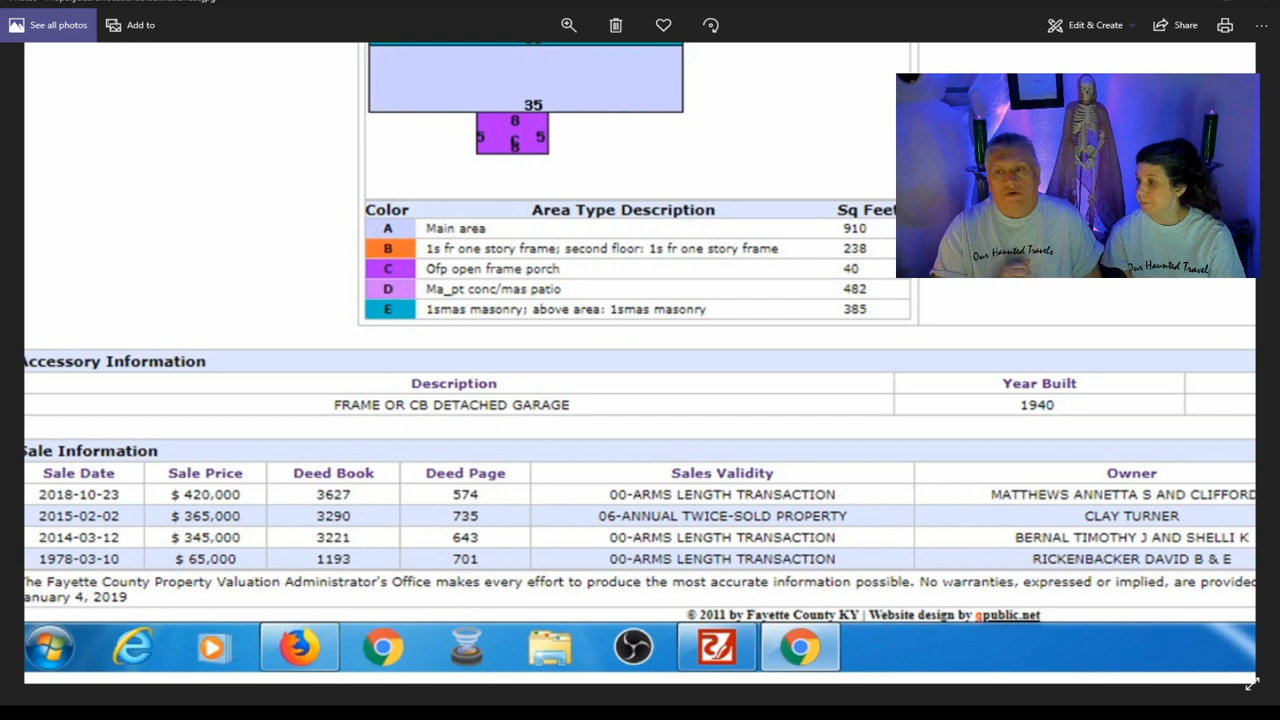 See all photos
Add to
Edit & Create
Share
35
8
5 C 5
8
Color Area Type Description Sq Feet
A Main area 910
B 1s fr one story frame; second floor: 1s fr one story frame 238
C Ofp open frame porch 40
D Ma_pt conc/mas patio 482
E 1smas masonry; above area: 1smas masonry 385
Our Haunted Travels
Our Haunted Travel
Accessory Information
Description Year Built
FRAME OR CB DETACHED GARAGE 1940
Sale Information
Sale Date Sale Price Deed Book Deed Page Sales Validity Owner
2018-10-23 $ 420,000 3627 574 00-ARMS LENGTH TRANSACTION MATTHEWS ANNETTA S AND CLIFFORD
2015-02-02 $ 365,000 3290 735 06-ANNUAL TWICE-SOLD PROPERTY CLAY TURNER
2014-03-12 $ 345,000 3221 643 00-ARMS LENGTH TRANSACTION BERNAL TIMOTHY J AND SHELLI K
1978-03-10 $ 65,000 1193 701 00-ARMS LENGTH TRANSACTION RICKENBACKER DAVID B & E
The Fayette County Property Valuation Administrator's Office makes every effort to produce the most accurate information possible. No warranties, expressed or implied, are provided
January 4, 2019
© 2011 by Fayette County KY | Website design by qpublic.net